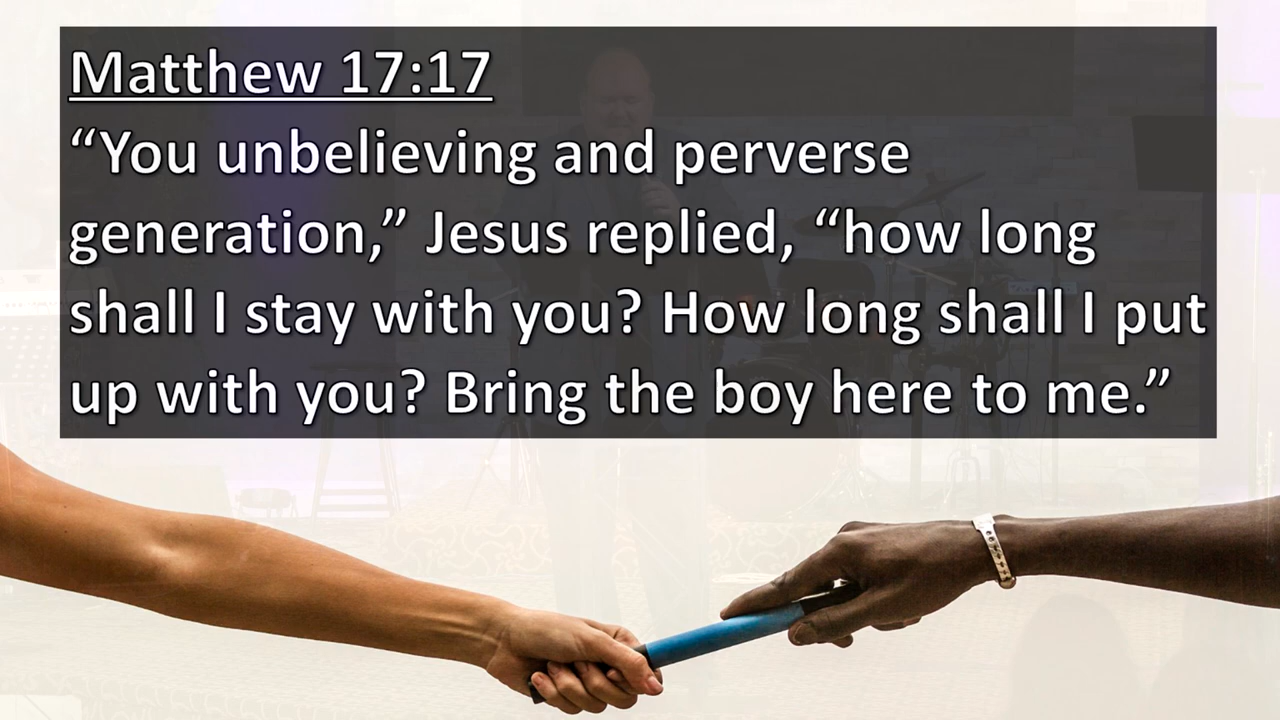 Matthew 17:17
“You unbelieving and perverse
generation,” Jesus replied, “how long
shall I stay with you? How long shall I put
up with you? Bring the boy here to me.”